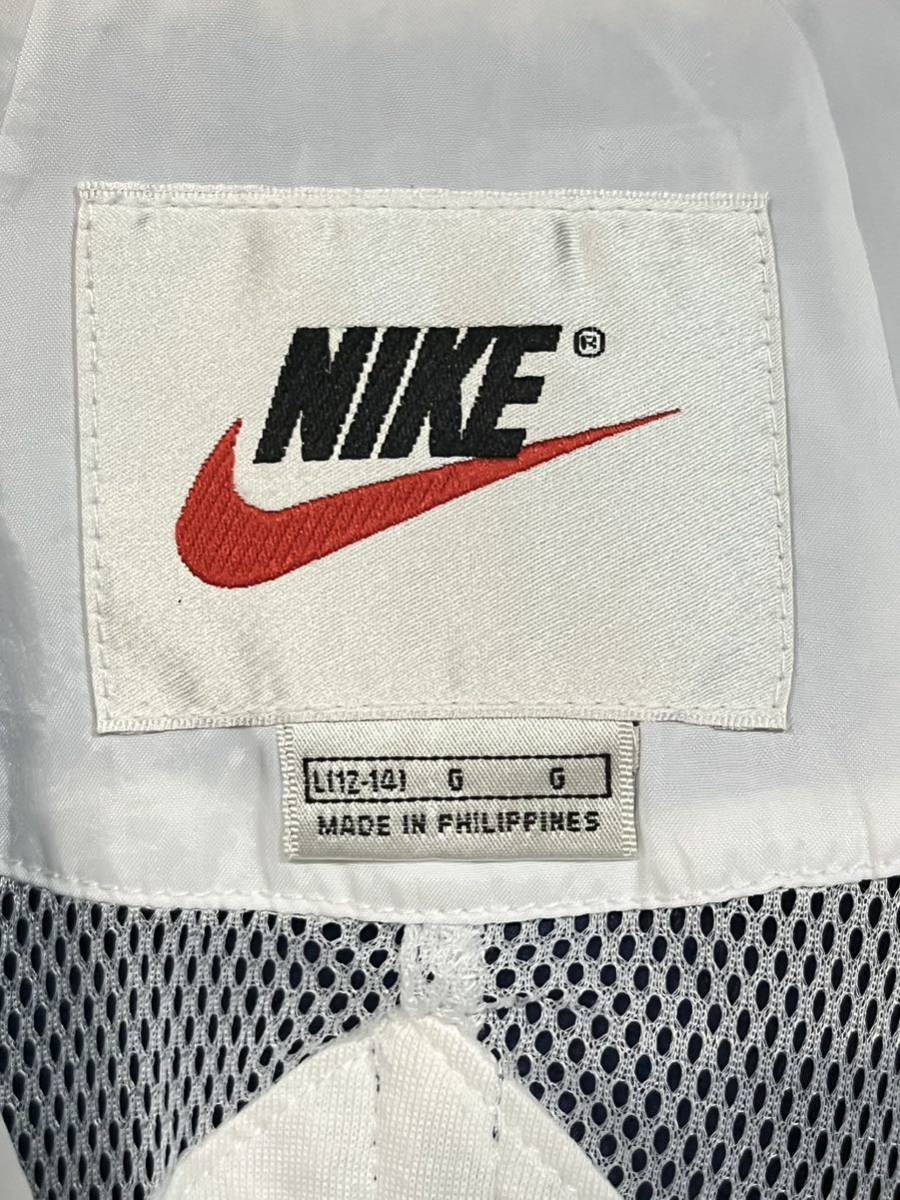 NIKE®
L(12-14) G G
MADE IN PHILIPPINES